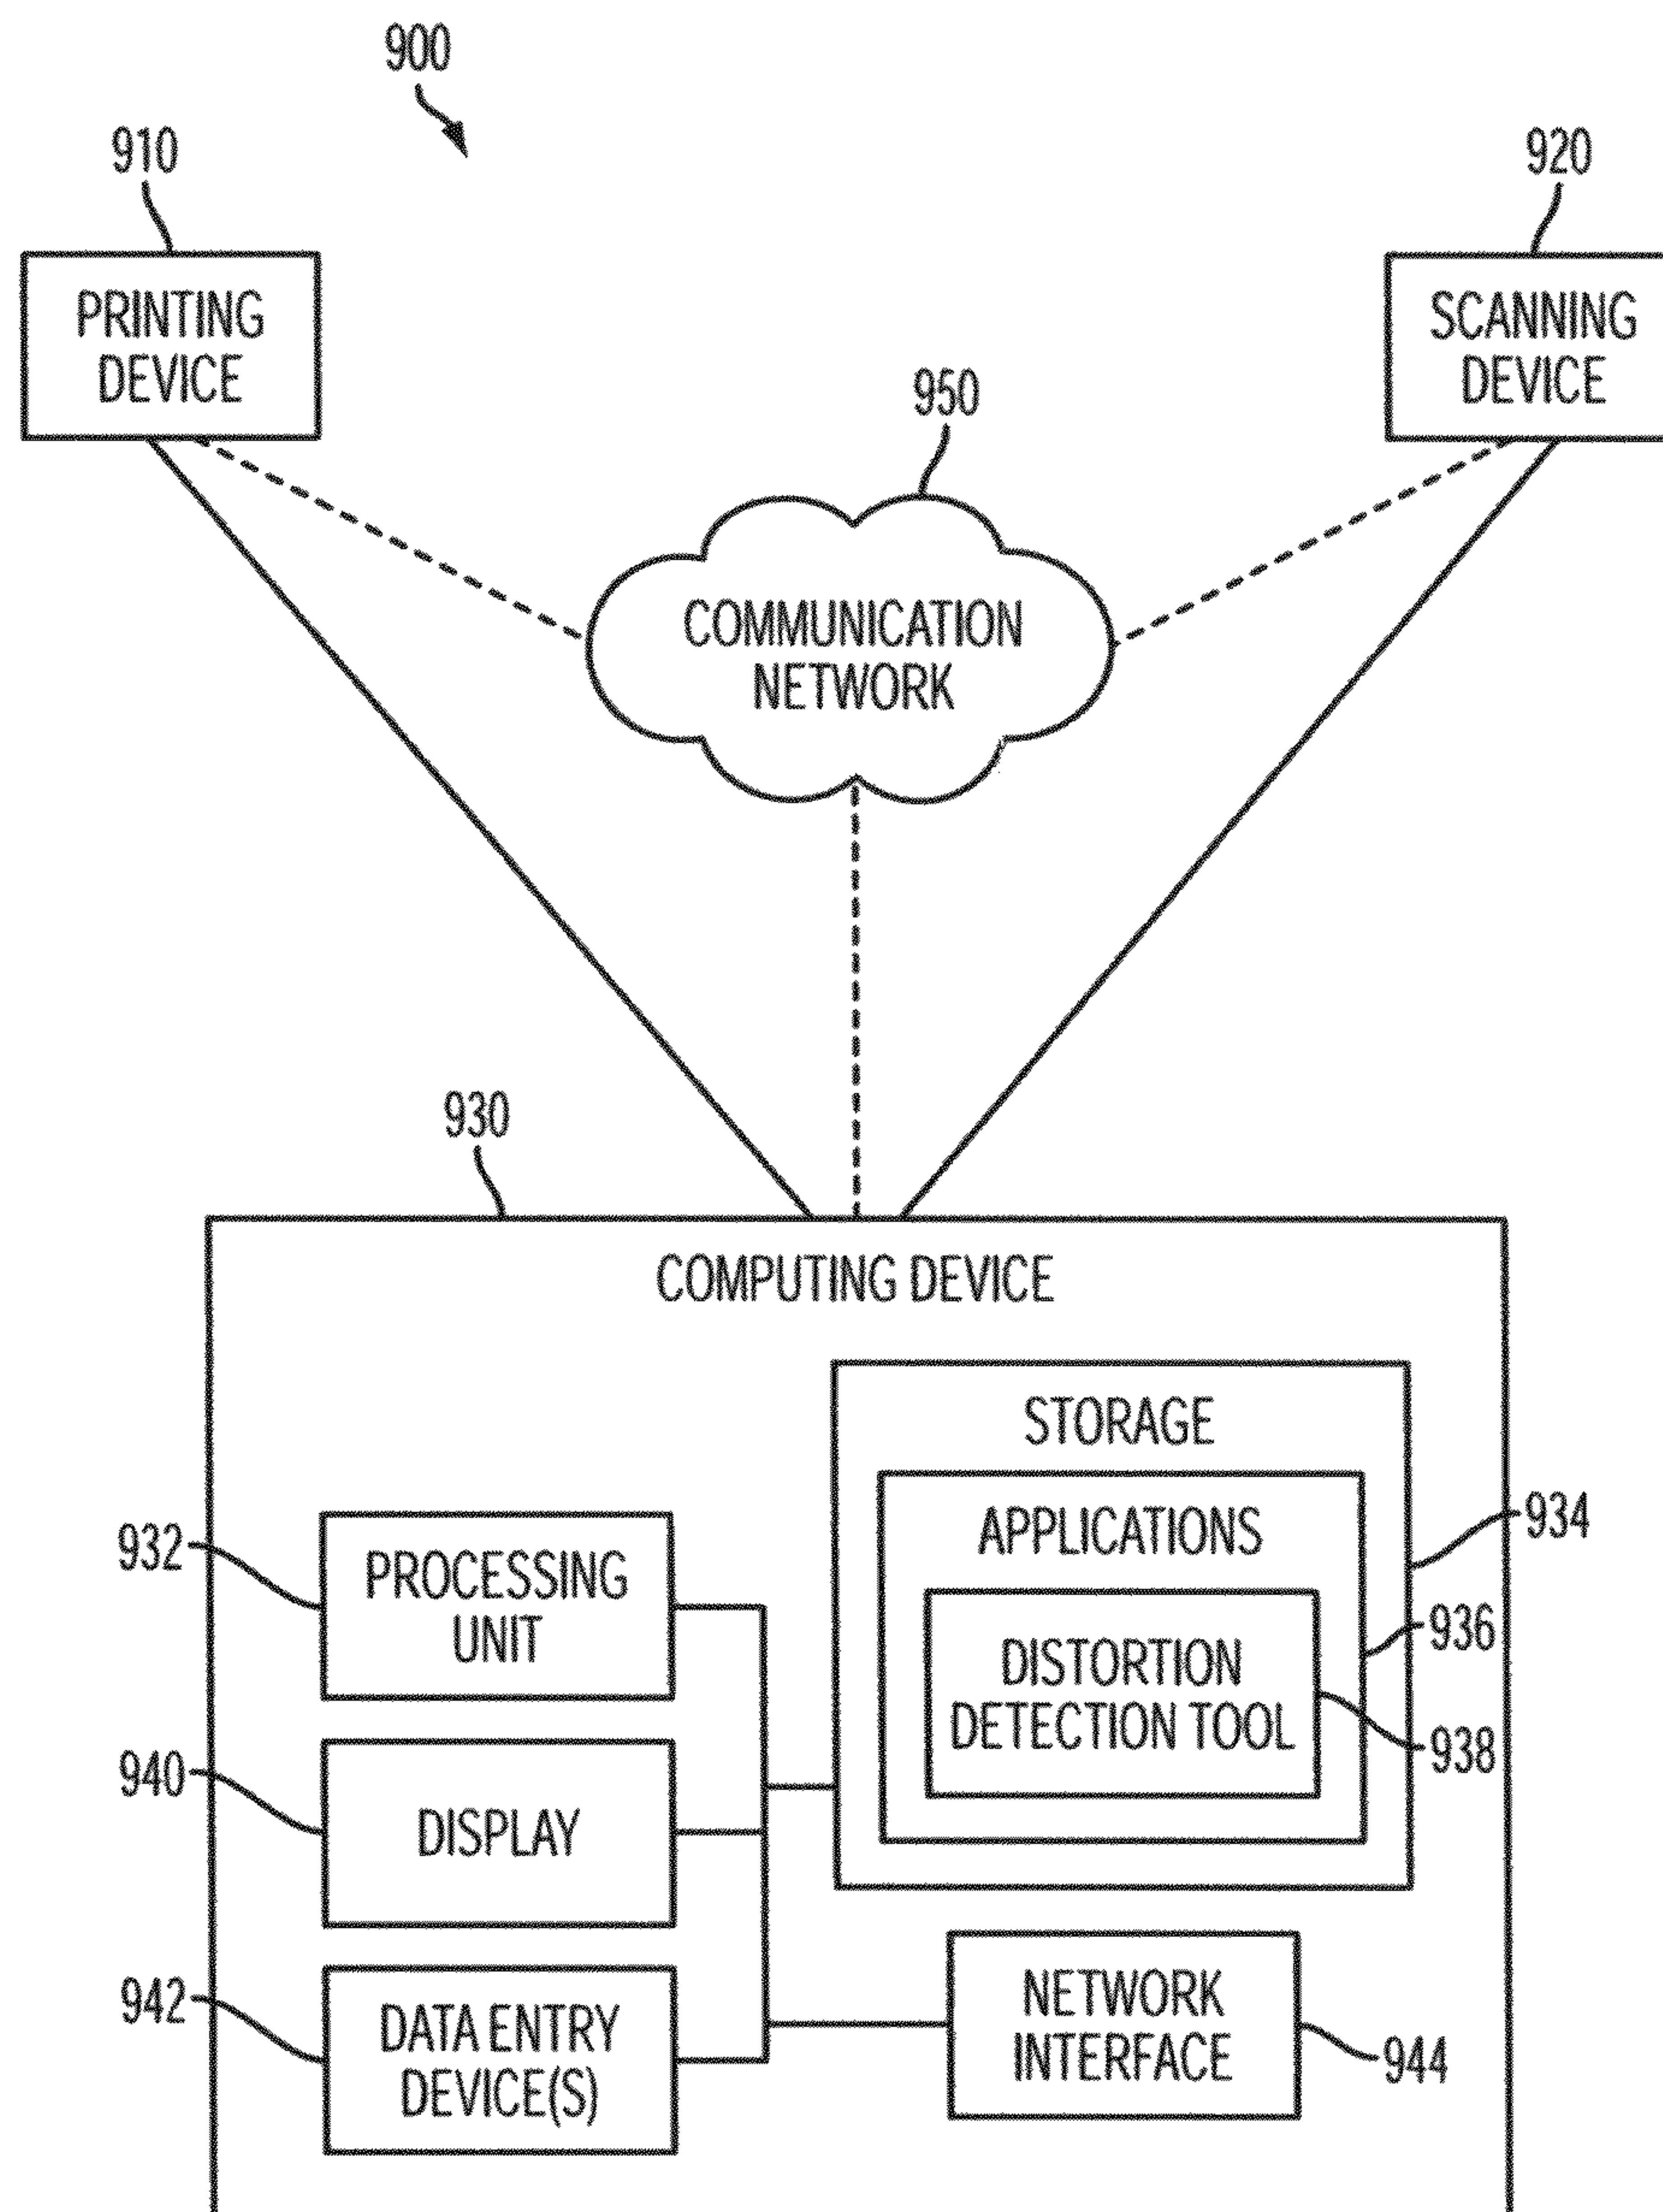 900
910
920
PRINTING
DEVICE
SCANNING
DEVICE
950
COMMUNICATION
NETWORK
930
COMPUTING DEVICE
STORAGE
APPLICATIONS
934
932
PROCESSING
UNIT
936
DISTORTION
DETECTION TOOL
938
940
DISPLAY
942
DATA ENTRY
DEVICE(S)
NETWORK
INTERFACE
944